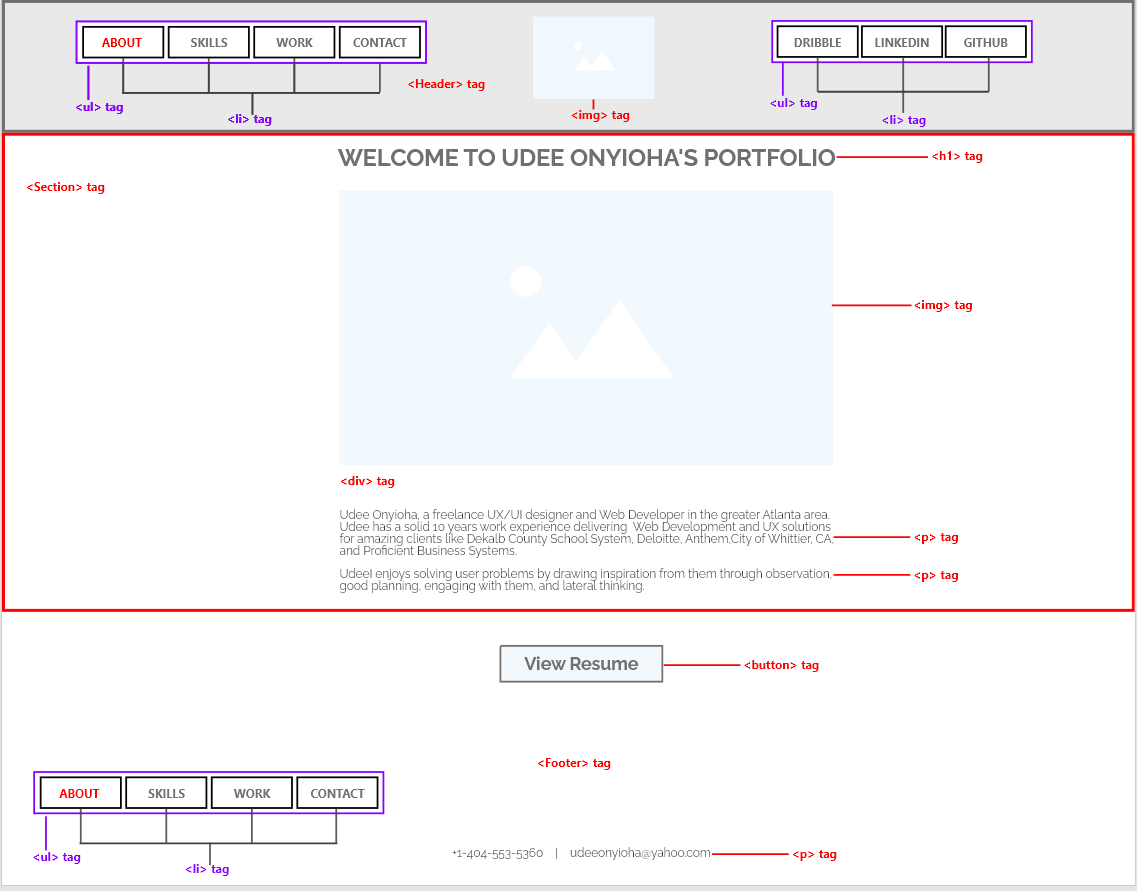 ABOUT SKILLS WORK CONTACT
DRIBBLE LINKEDIN GITHUB
<Header> tag
<ul> tag
<li> tag
<img> tag
<ul> tag
<li> tag
WELCOME TO UDEE ONYIOHA'S PORTFOLIO
<h1> tag
<Section> tag
<img> tag
<div> tag
Udee Onyioha, a freelance UX/UI designer and Web Developer in the greater Atlanta area.
Udee has a solid 10 years work experience delivering Web Development and UX solutions
for amazing clients like Dekalb County School System, Deloitte, Anthem,City of Whittier, CA,
and Proficient Business Systems.
<p> tag
UdeeI enjoys solving user problems by drawing inspiration from them through observation,
good planning, engaging with them, and lateral thinking.
<p> tag
View Resume
<button> tag
<Footer> tag
ABOUT SKILLS WORK CONTACT
<ul> tag
<li> tag
+1-404-553-5360 | udeeonyioha@yahoo.com
<p> tag